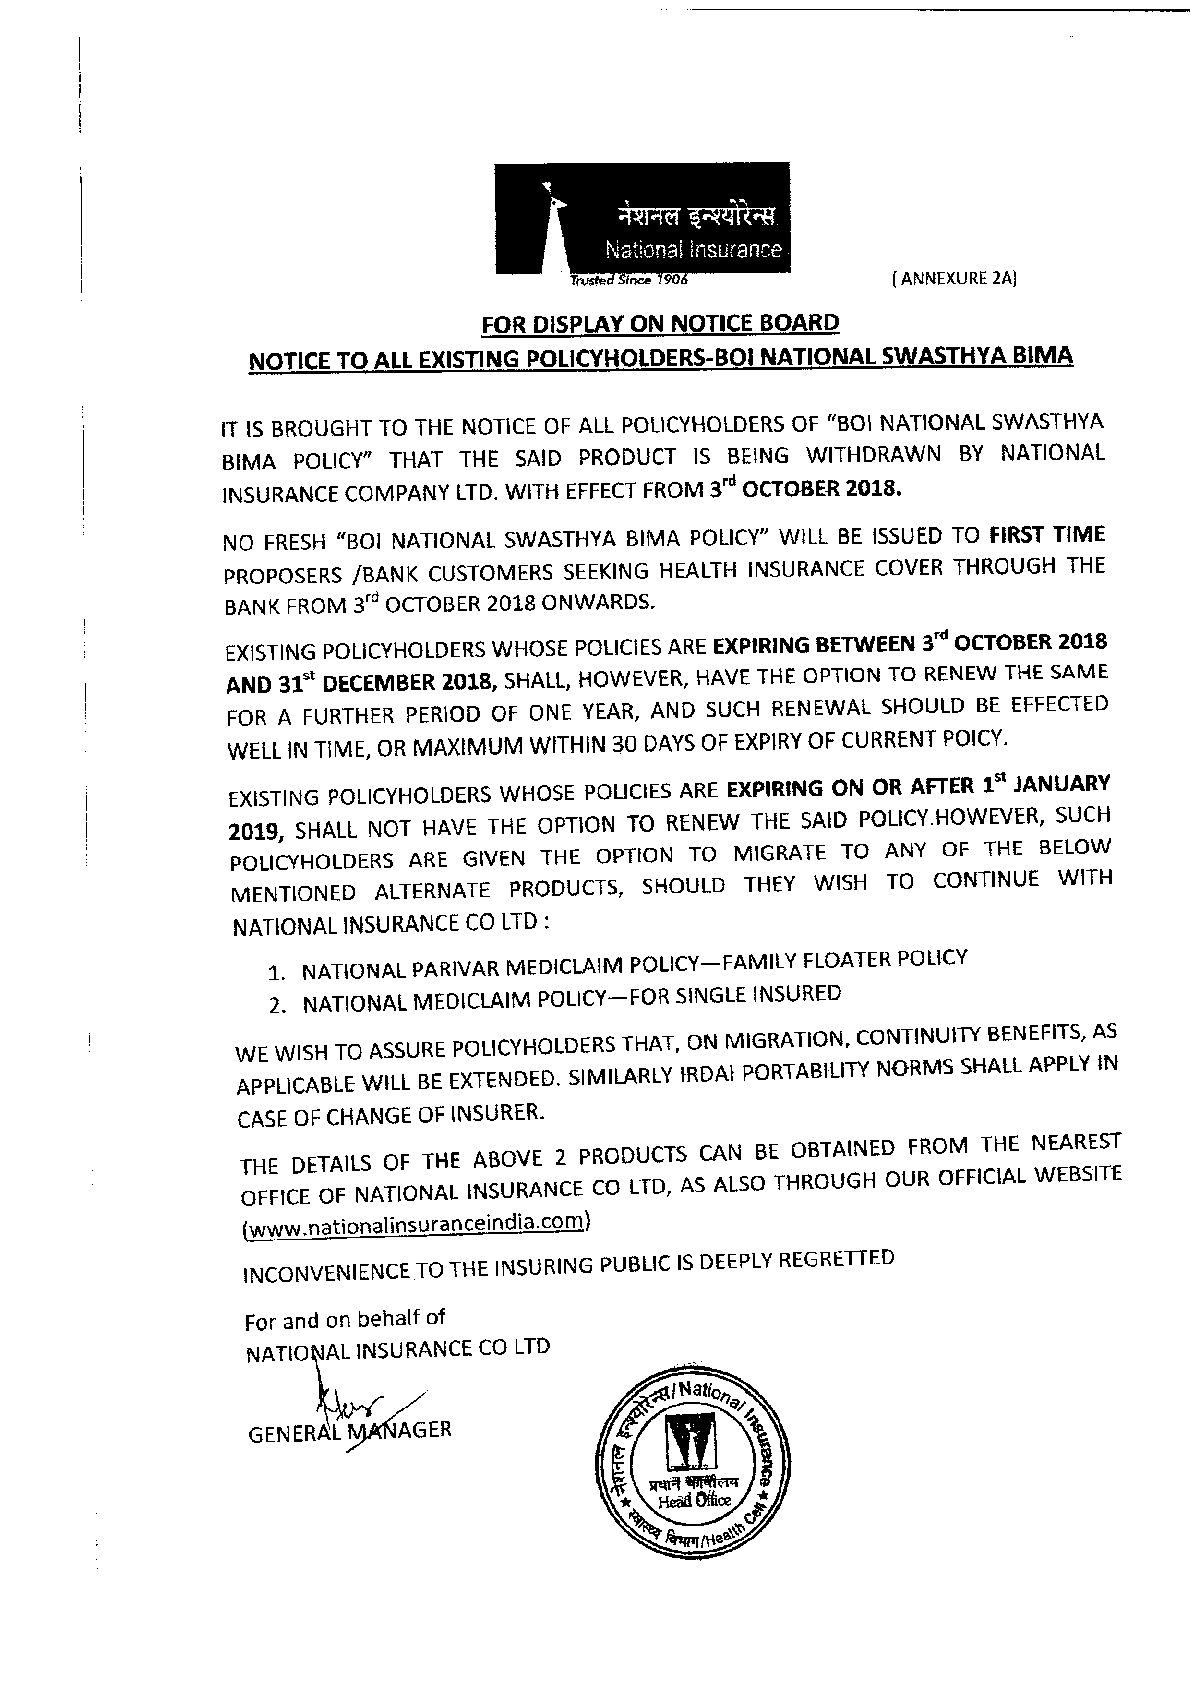 नेशनल इन्श्योरेन्स
National Insurance
Trusted Since 1906
( ANNEXURE 2A)
FOR DISPLAY ON NOTICE BOARD
NOTICE TO ALL EXISTING POLICYHOLDERS-BOI NATIONAL SWASTHYA BIMA
IT IS BROUGHT TO THE NOTICE OF ALL POLICYHOLDERS OF "BOI NATIONAL SWASTHYA
BIMA POLICY" THAT THE SAID PRODUCT IS BEING WITHDRAWN BY NATIONAL
INSURANCE COMPANY LTD. WITH EFFECT FROM 3rd OCTOBER 2018.
NO FRESH "BOI NATIONAL SWASTHYA BIMA POLICY" WILL BE ISSUED TO FIRST TIME
PROPOSERS /BANK CUSTOMERS SEEKING HEALTH INSURANCE COVER THROUGH THE
BANK FROM 3rd OCTOBER 2018 ONWARDS.
EXISTING POLICYHOLDERS WHOSE POLICIES ARE EXPIRING BETWEEN 3rd OCTOBER 2018
AND 31st DECEMBER 2018, SHALL, HOWEVER, HAVE THE OPTION TO RENEW THE SAME
FOR A FURTHER PERIOD OF ONE YEAR, AND SUCH RENEWAL SHOULD BE EFFECTED
WELL IN TIME, OR MAXIMUM WITHIN 30 DAYS OF EXPIRY OF CURRENT POICY.
EXISTING POLICYHOLDERS WHOSE POLICIES ARE EXPIRING ON OR AFTER 1st JANUARY
2019, SHALL NOT HAVE THE OPTION TO RENEW THE SAID POLICY.HOWEVER, SUCH
POLICYHOLDERS ARE GIVEN THE OPTION TO MIGRATE TO ANY OF THE BELOW
MENTIONED ALTERNATE PRODUCTS, SHOULD THEY WISH TO CONTINUE WITH
NATIONAL INSURANCE CO LTD :
1. NATIONAL PARIVAR MEDICLAIM POLICY—FAMILY FLOATER POLICY
2. NATIONAL MEDICLAIM POLICY—FOR SINGLE INSURED
WE WISH TO ASSURE POLICYHOLDERS THAT, ON MIGRATION, CONTINUITY BENEFITS, AS
APPLICABLE WILL BE EXTENDED. SIMILARLY IRDAI PORTABILITY NORMS SHALL APPLY IN
CASE OF CHANGE OF INSURER.
THE DETAILS OF THE ABOVE 2 PRODUCTS CAN BE OBTAINED FROM THE NEAREST
OFFICE OF NATIONAL INSURANCE CO LTD, AS ALSO THROUGH OUR OFFICIAL WEBSITE
(www.nationalinsuranceindia.com)
INCONVENIENCE TO THE INSURING PUBLIC IS DEEPLY REGRETTED
For and on behalf of
NATIONAL INSURANCE CO LTD
GENERAL MANAGER
नेशनल इन्श्योरेन्स/National Insurance
प्रधान कार्यालय
Head Office
स्वास्थ्य विभाग/Health Cell